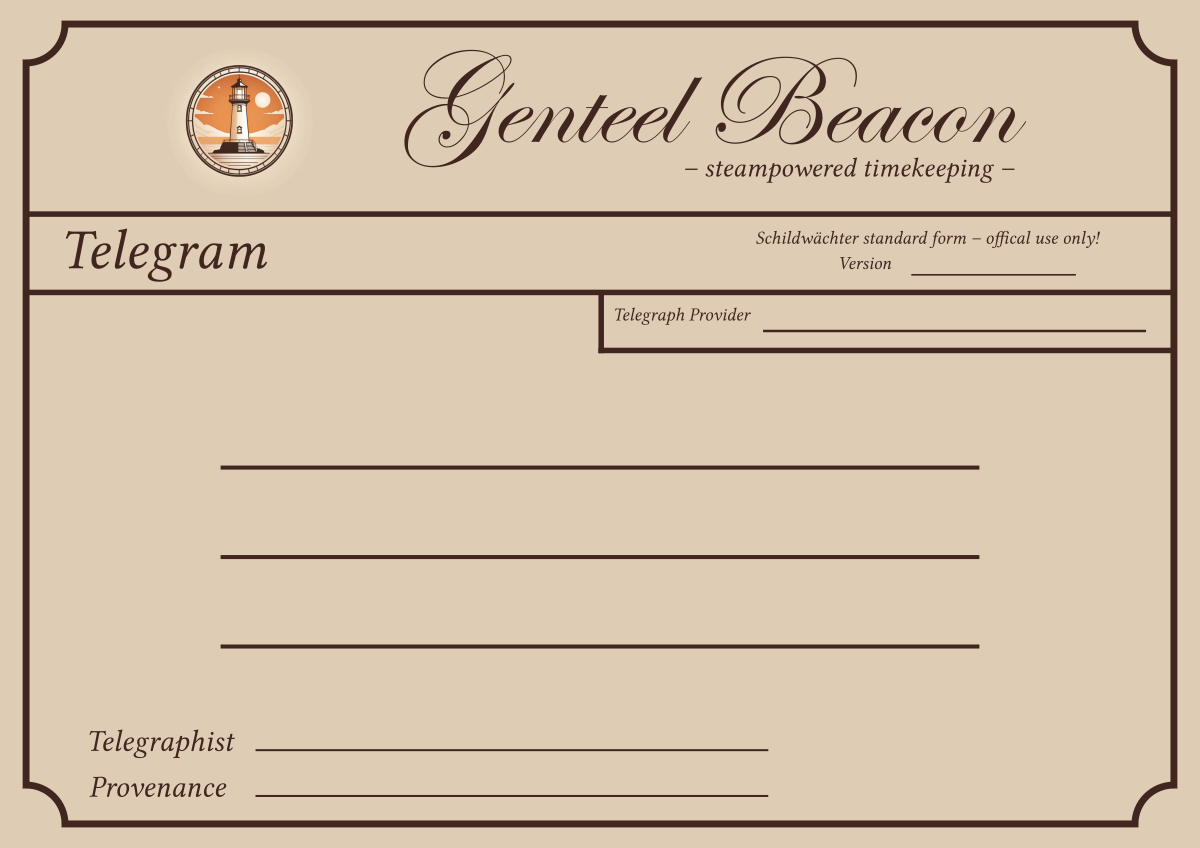 Genteel Beacon
– steampowered timekeeping –
Telegram
Schildwächter standard form – offical use only!
Version
Telegraph Provider
Telegraphist
Provenance